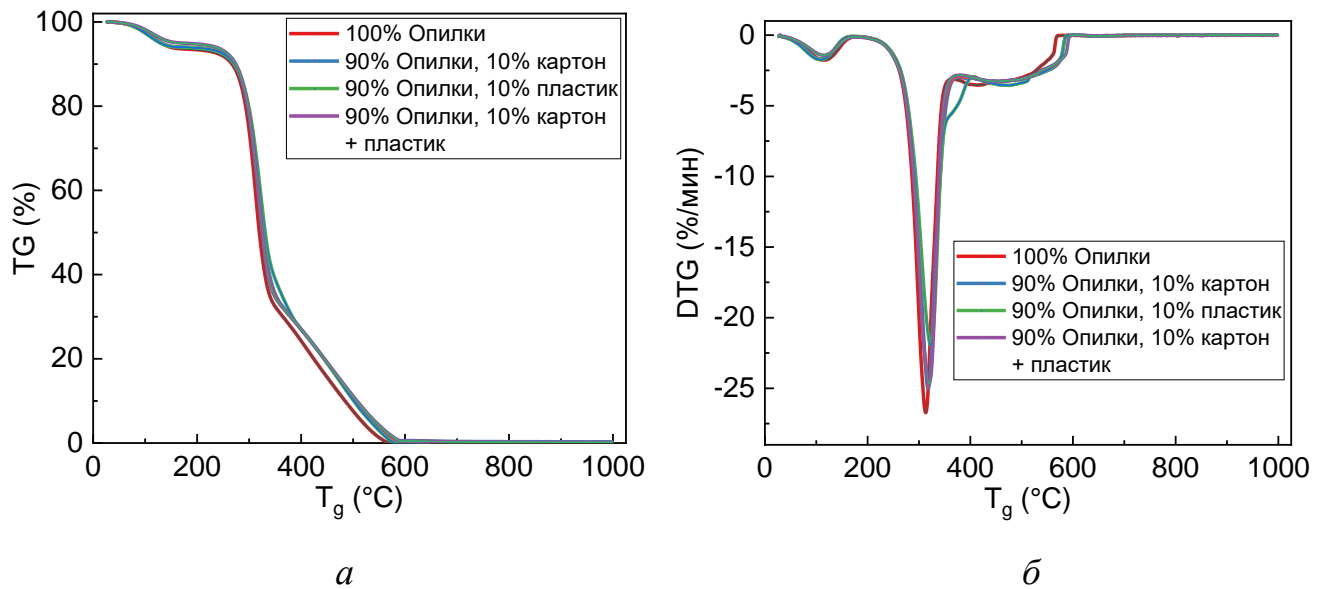 100
80
60
40
20
0
TG (%)
0 200 400 600 800 1000
T_g (°C)
100% Опилки
90% Опилки, 10% картон
90% Опилки, 10% пластик
90% Опилки, 10% картон
+ пластик
а
0
-5
-10
-15
-20
-25
DTG (%/мин)
0 200 400 600 800 1000
T_g (°C)
100% Опилки
90% Опилки, 10% картон
90% Опилки, 10% пластик
90% Опилки, 10% картон
+ пластик
б